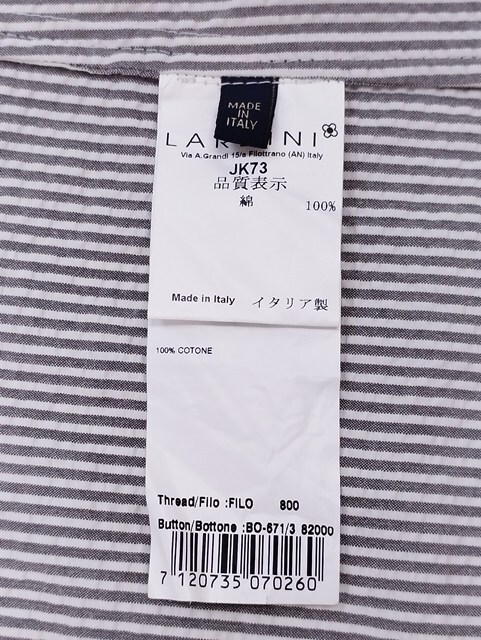 MADE
IN
ITALY
Via A.Grandi 15/a Filottrano (AN) Italy
JK73
品質表示
綿 100%
Made in Italy イタリア製
100% COTONE
Thread/Filo :FILO 800
Button/Bottone :BO-671/3 82000
7 120735 070260